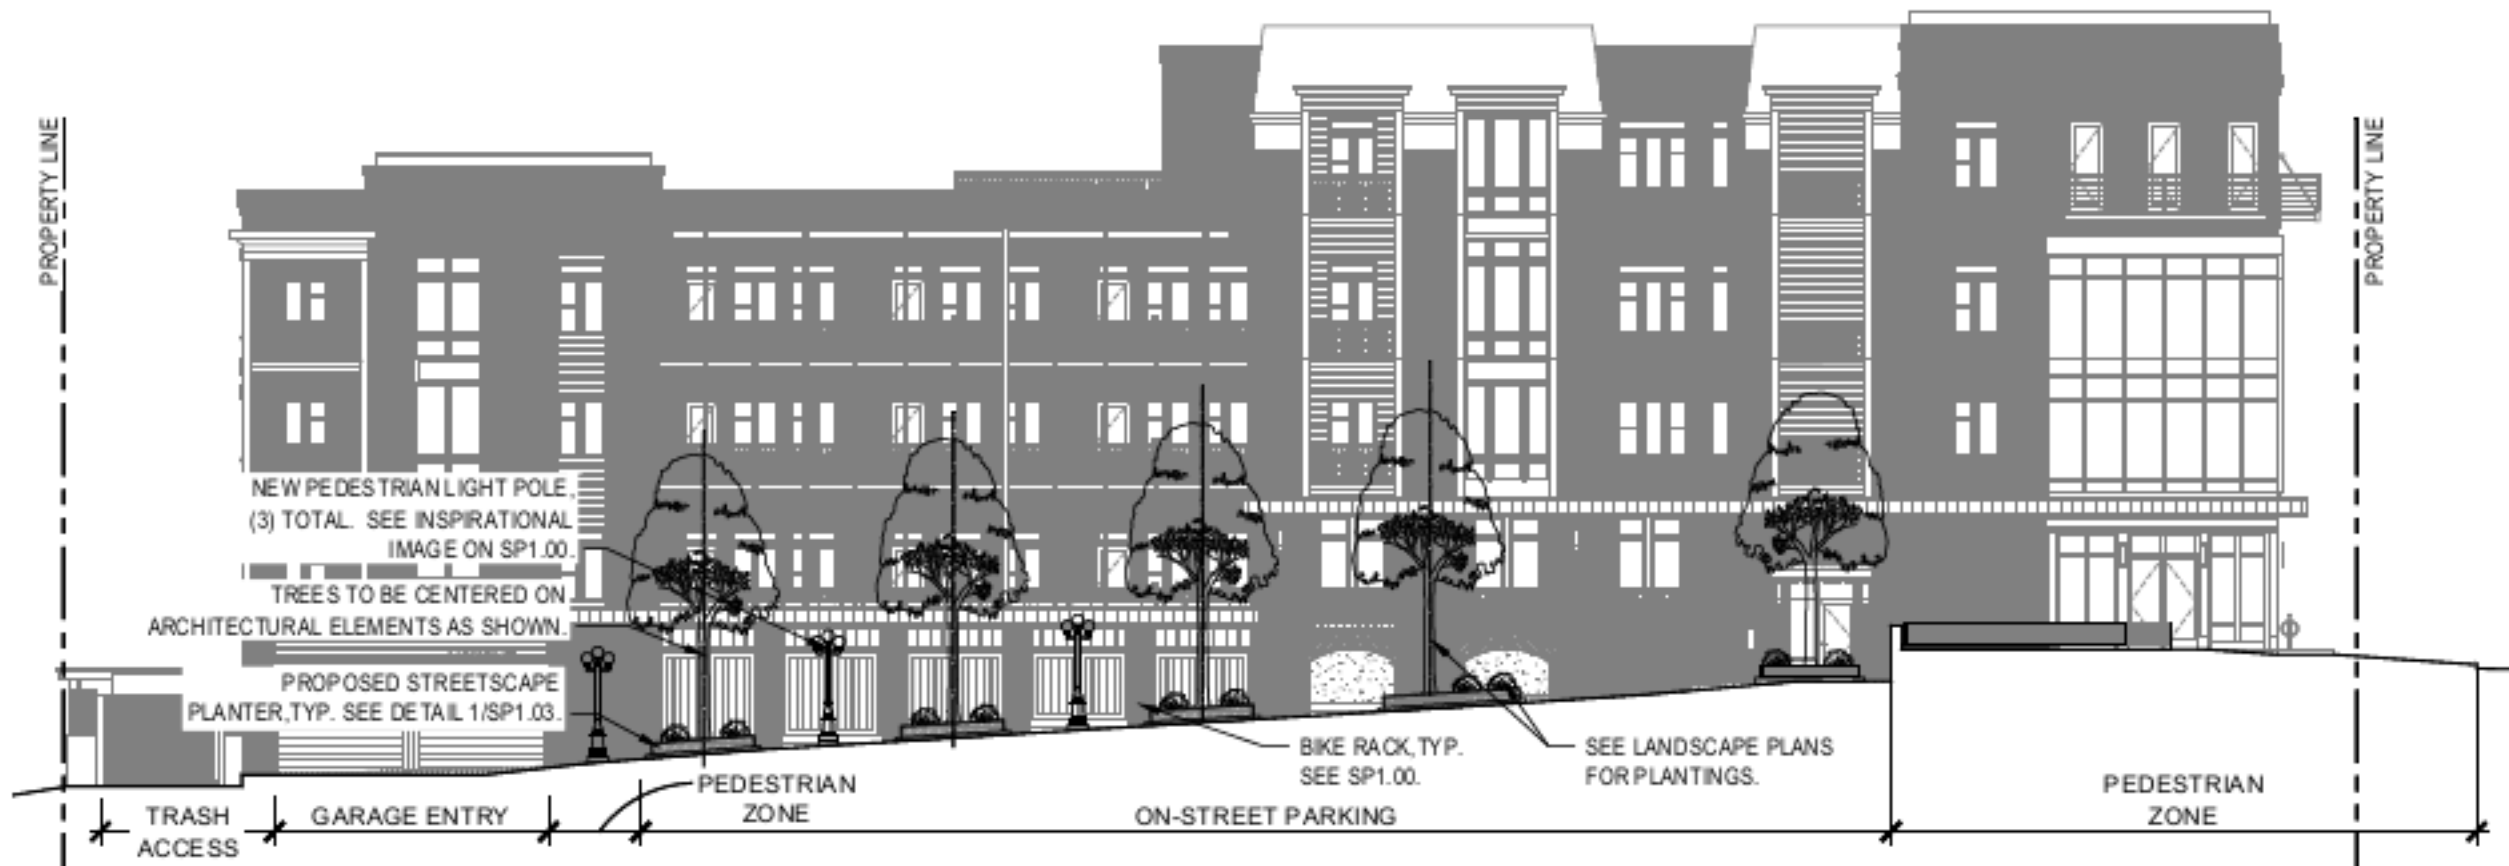 PROPERTY LINE
PROPERTY LINE
NEW PEDESTRIAN LIGHT POLE,
(3) TOTAL. SEE INSPIRATIONAL
IMAGE ON SP1.00.
TREES TO BE CENTERED ON
ARCHITECTURAL ELEMENTS AS SHOWN.
PROPOSED STREETSCAPE
PLANTER, TYP. SEE DETAIL 1/SP1.03.
BIKE RACK, TYP.
SEE SP1.00.
SEE LANDSCAPE PLANS
FOR PLANTINGS.
PEDESTRIAN
ZONE
PEDESTRIAN
ZONE
TRASH
ACCESS
GARAGE ENTRY
ON-STREET PARKING